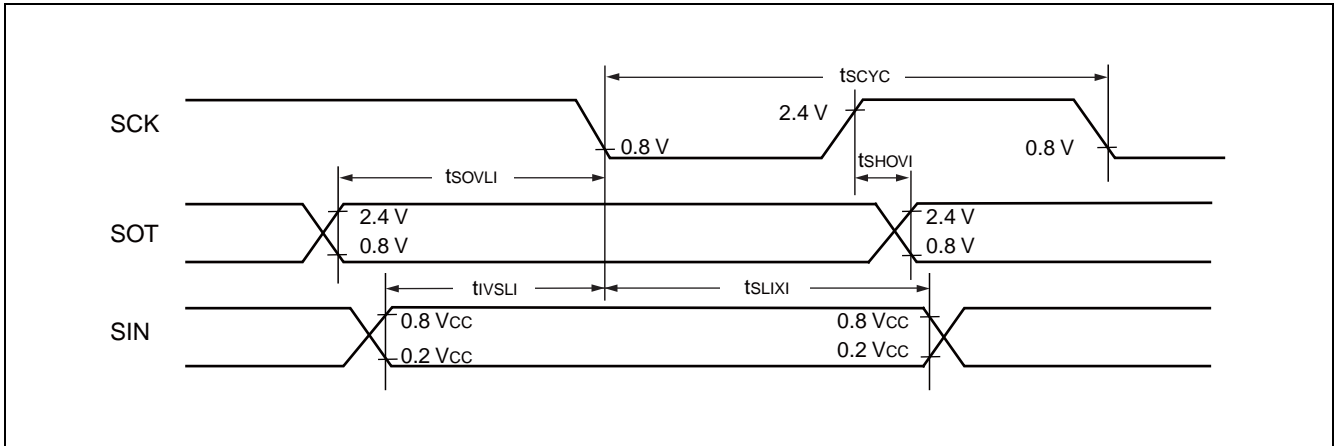 tSCYC
SCK
2.4 V
0.8 V
0.8 V
tSHOVI
tSOVLI
SOT
2.4 V
2.4 V
0.8 V
0.8 V
tIVSLI
tSLIXI
SIN
0.8 VCC
0.8 VCC
0.2 VCC
0.2 VCC